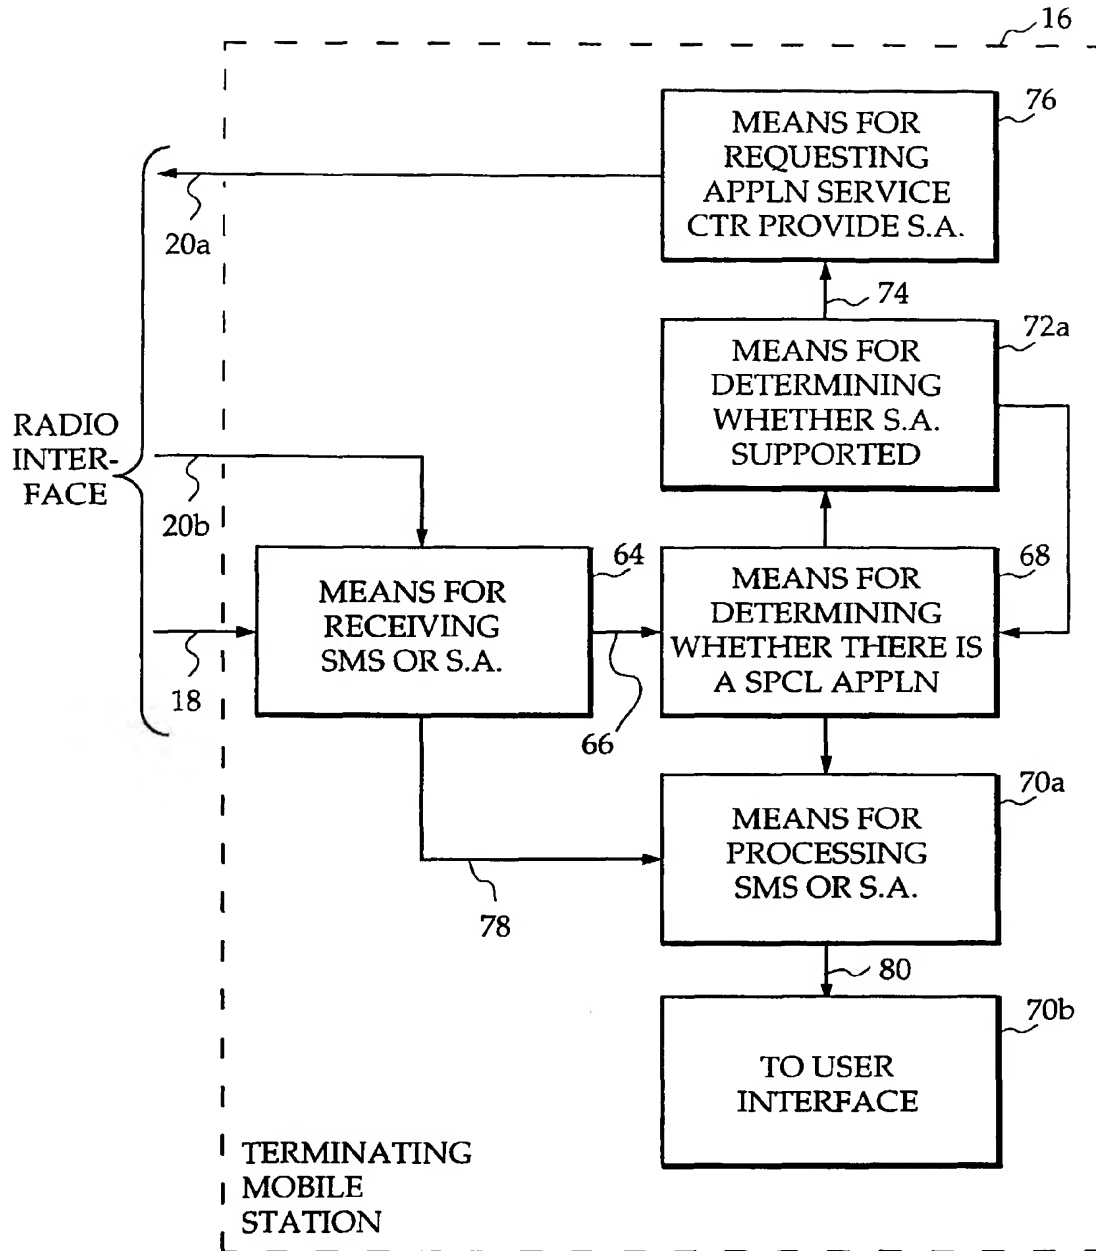 16
76
MEANS FOR
REQUESTING
APPLN SERVICE
CTR PROVIDE S.A.
20a
74
72a
MEANS FOR
DETERMINING
WHETHER S.A.
SUPPORTED
RADIO
INTER-
FACE
20b
64
MEANS FOR
RECEIVING
SMS OR S.A.
68
MEANS FOR
DETERMINING
WHETHER THERE IS
A SPCL APPLN
18
66
70a
MEANS FOR
PROCESSING
SMS OR S.A.
78
80
70b
TO USER
INTERFACE
TERMINATING
MOBILE
STATION